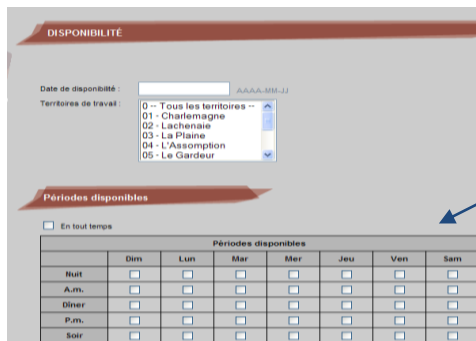 DISPONIBILITÉ
Date de disponibilité : AAAA-MM-JJ
Territoires de travail : 0 -- Tous les territoires --
01 - Charlemagne
02 - Lachenaie
03 - La Plaine
04 - L'Assomption
05 - Le Gardeur
Périodes disponibles
En tout temps
Périodes disponibles
Dim Lun Mar Mer Jeu Ven Sam
Nuit
A.m.
Dîner
P.m.
Soir